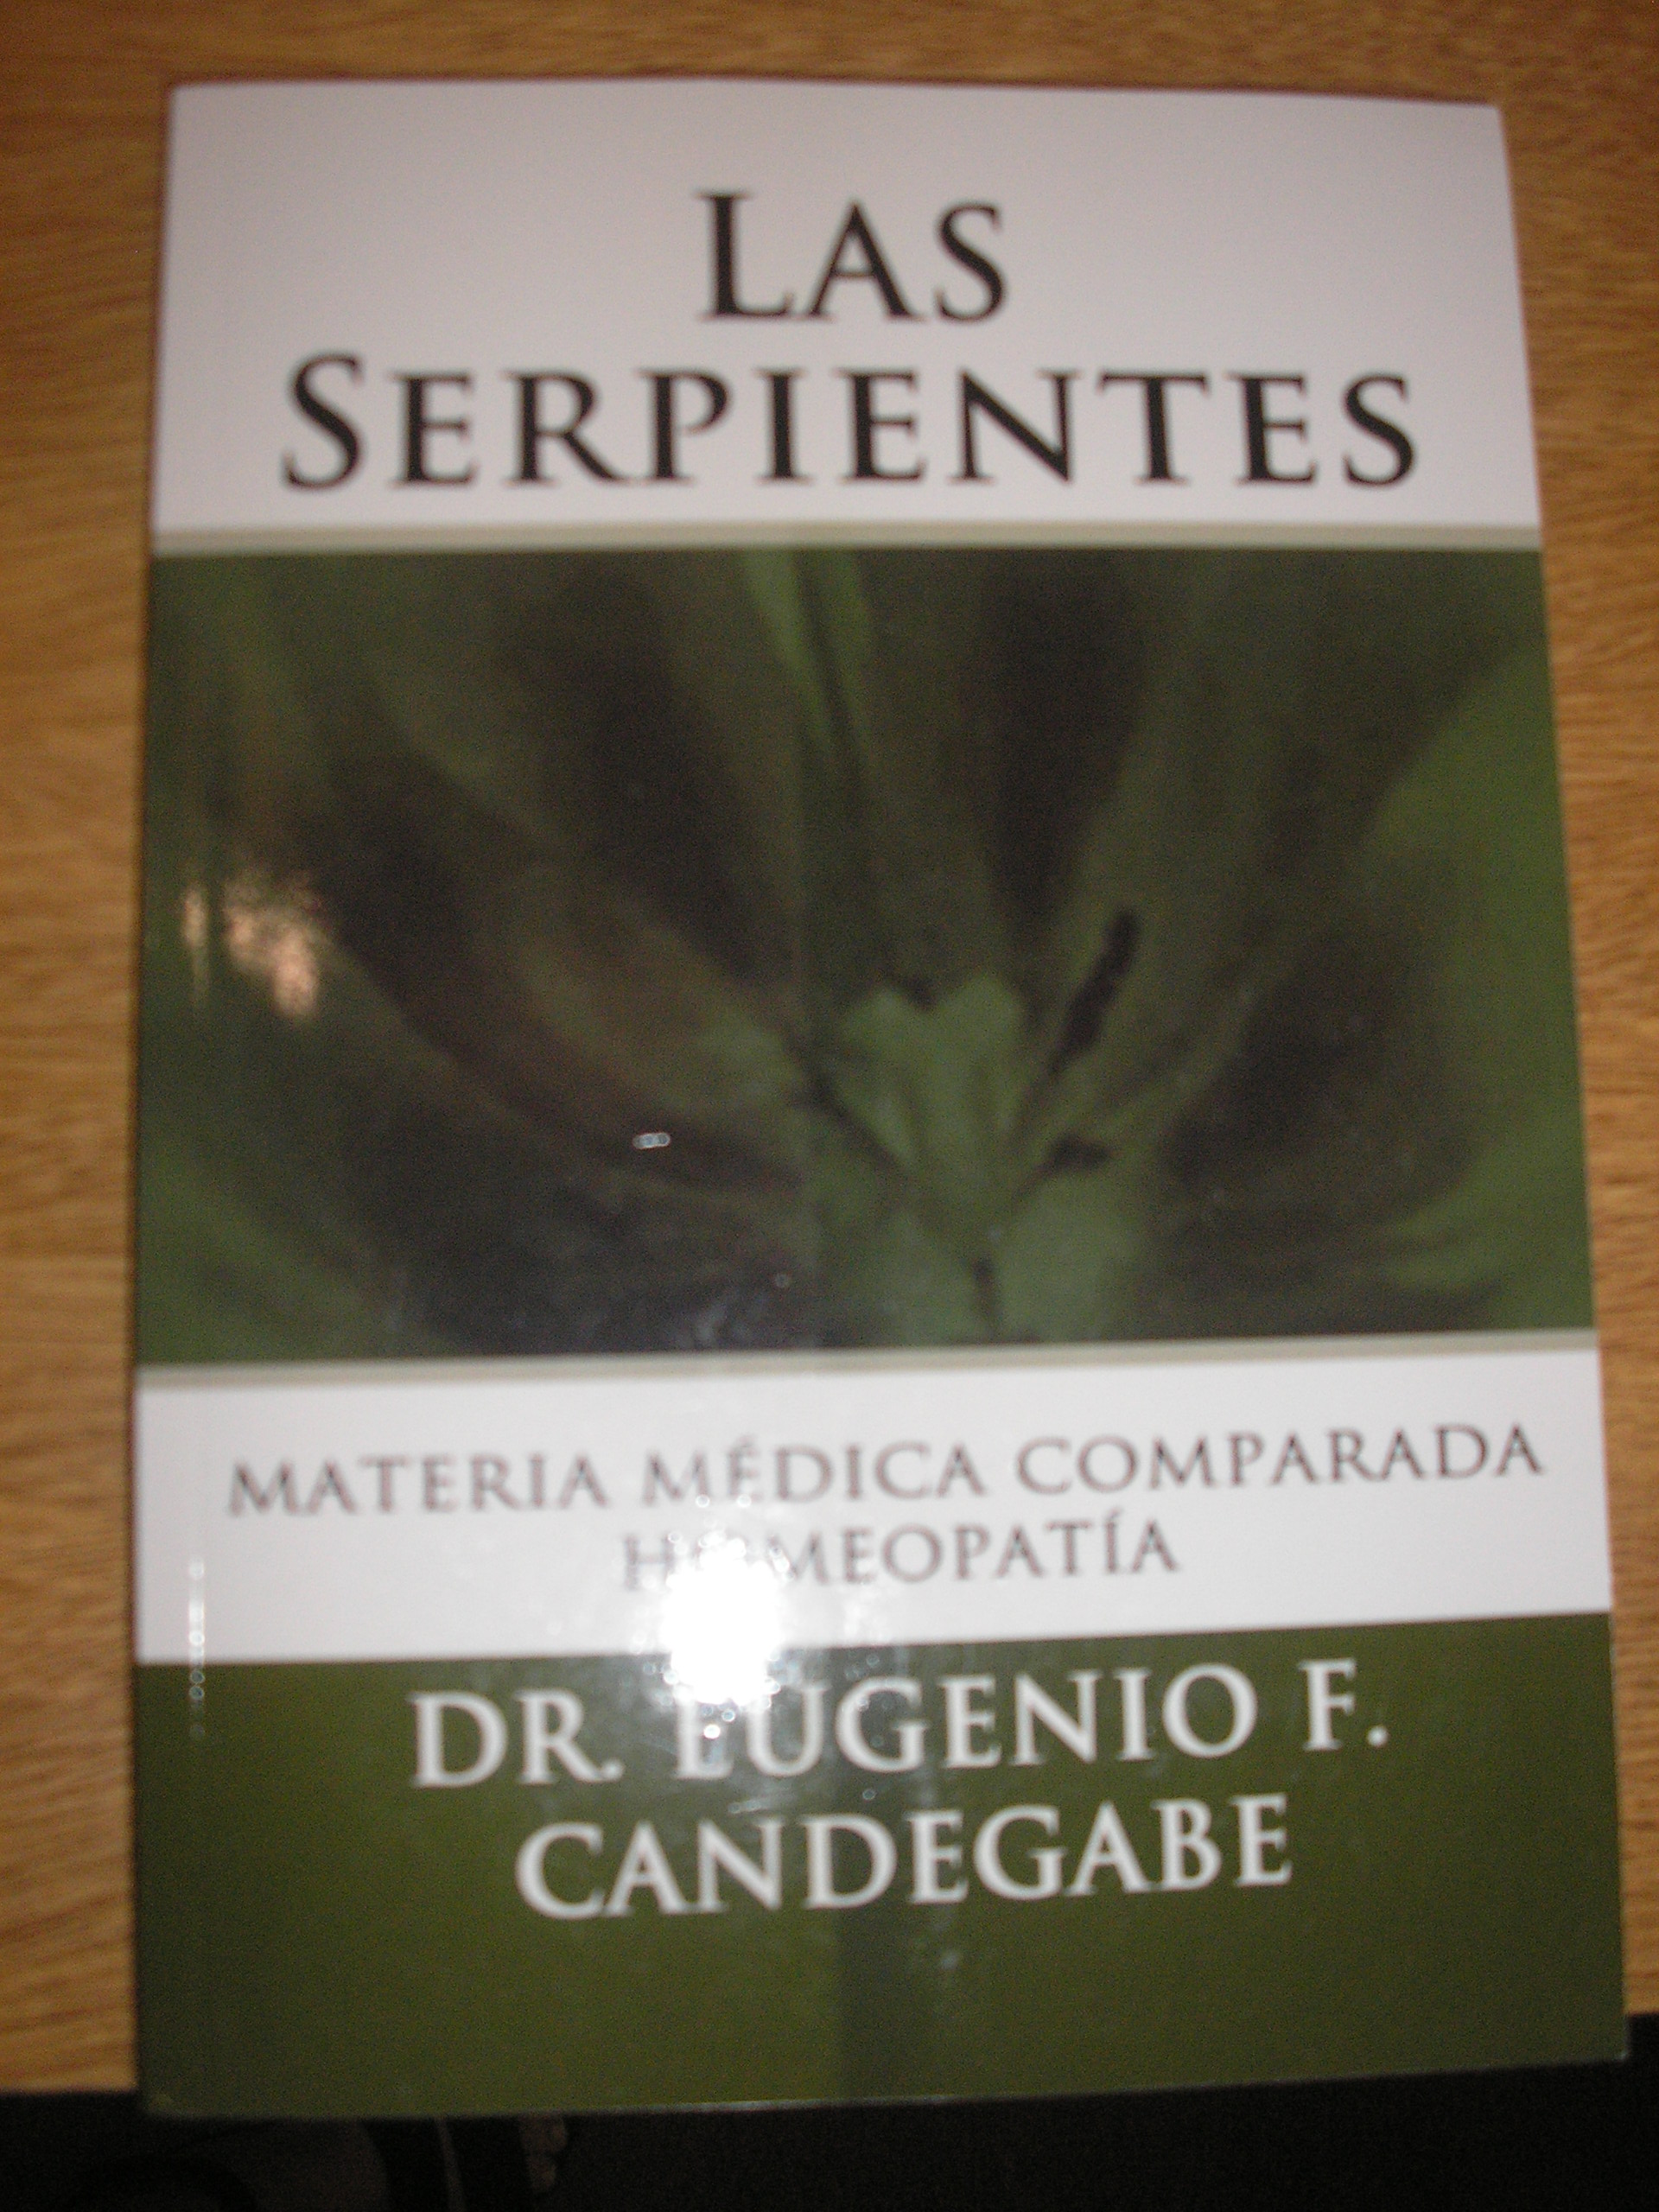 LAS
SERPIENTES
MATERIA MÉDICA COMPARADA
HOMEOPATÍA
DR. EUGENIO F.
CANDEGABE